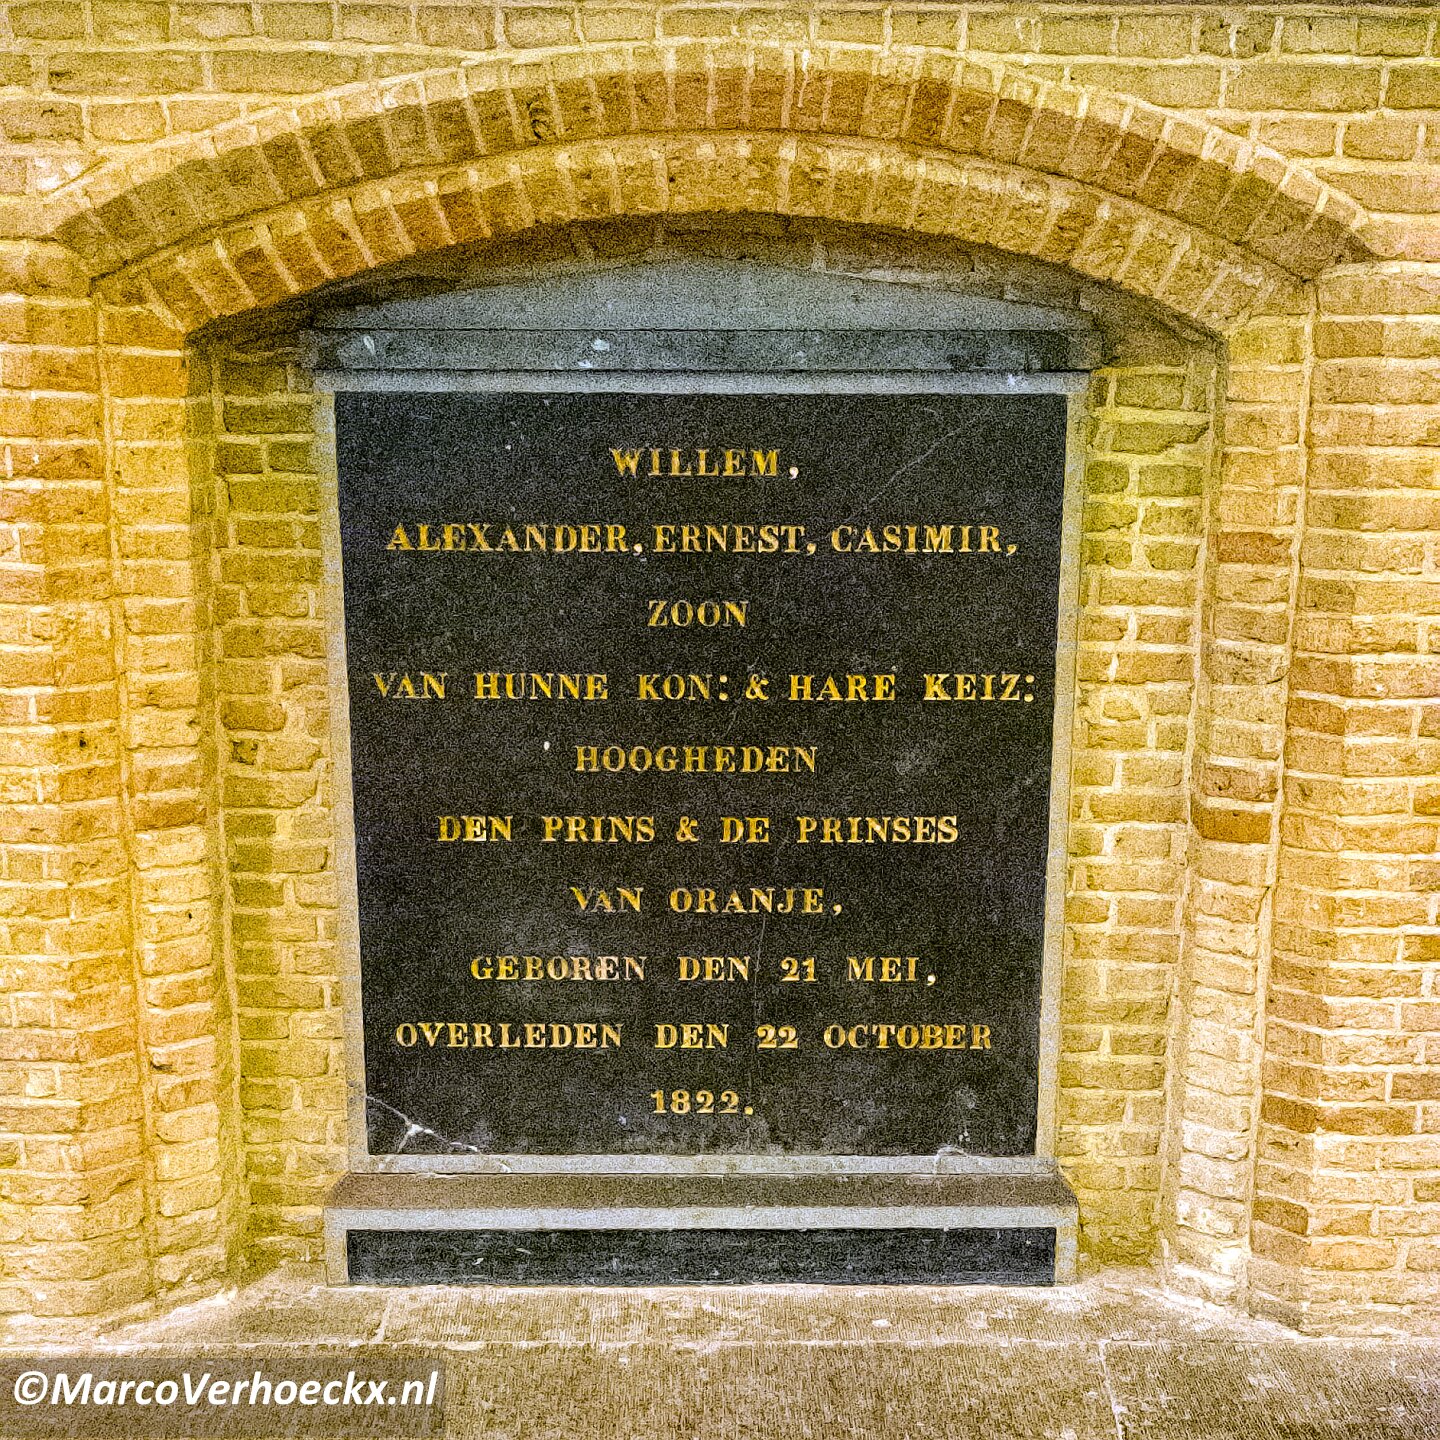 WILLEM,
ALEXANDER, ERNEST, CASIMIR,
ZOON
VAN HUNNE KON: & HARE KEIZ:
HOOGHEDEN
DEN PRINS & DE PRINSES
VAN ORANJE,
GEBOREN DEN 21 MEI,
OVERLEDEN DEN 22 OCTOBER
1822.
©MarcoVerhoeckx.nl